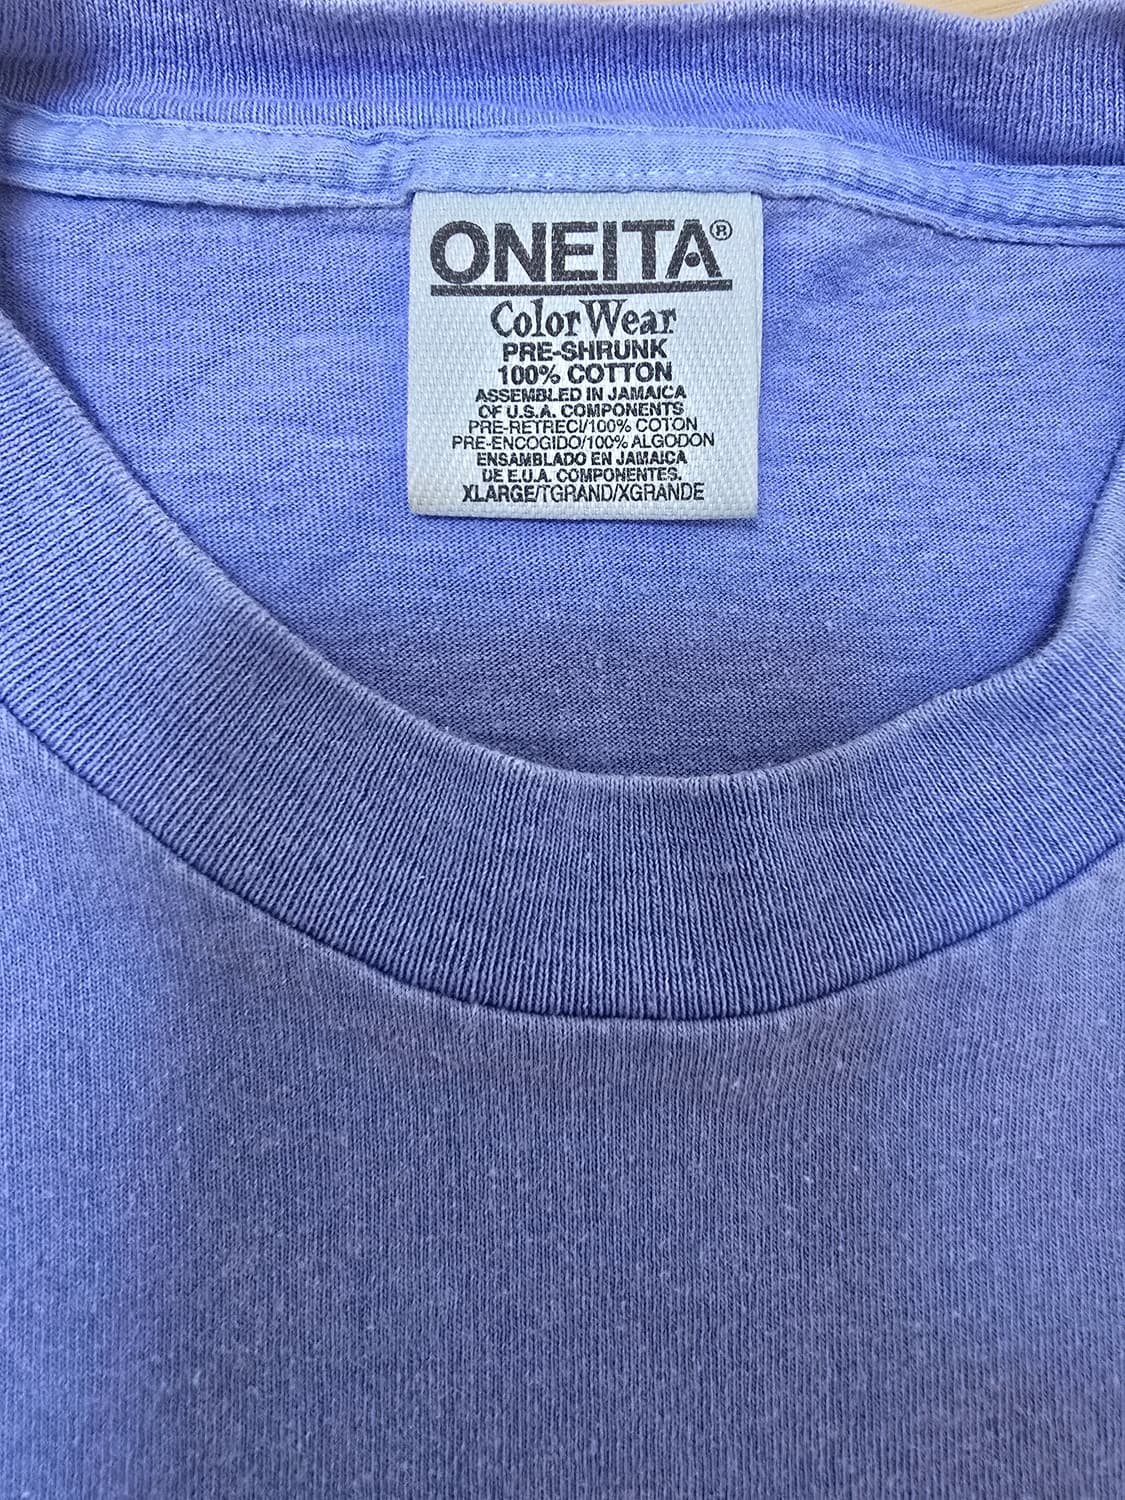 ONEITA®
Color Wear
PRE-SHRUNK
100% COTTON
ASSEMBLED IN JAMAICA
OF U.S.A. COMPONENTS
PRE-RETRECI/100% COTON
PRE-ENCOGIDO/100% ALGODON
ENSAMBLADO EN JAMAICA
DE E.U.A. COMPONENTES.
XLARGE/TGRAND/XGRANDE